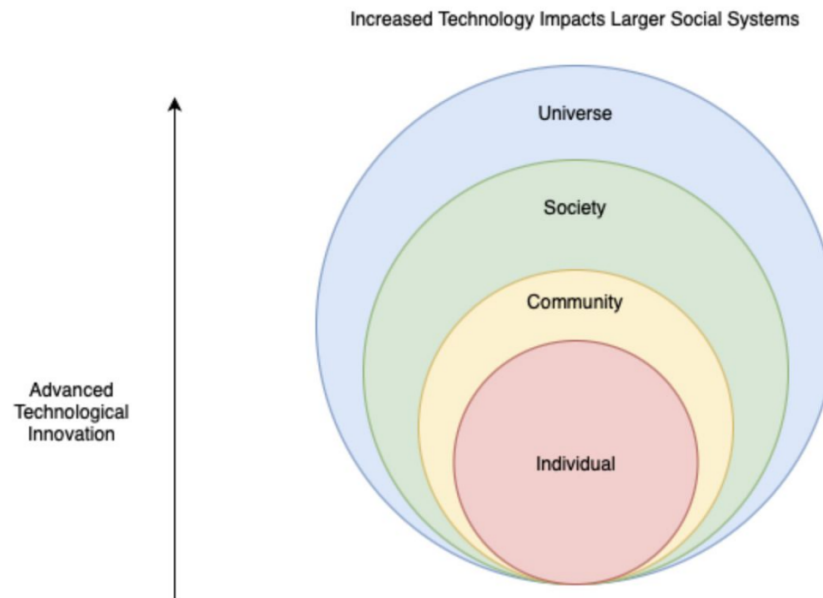 Increased Technology Impacts Larger Social Systems
Universe
Society
Community
Advanced
Technological
Innovation
Individual